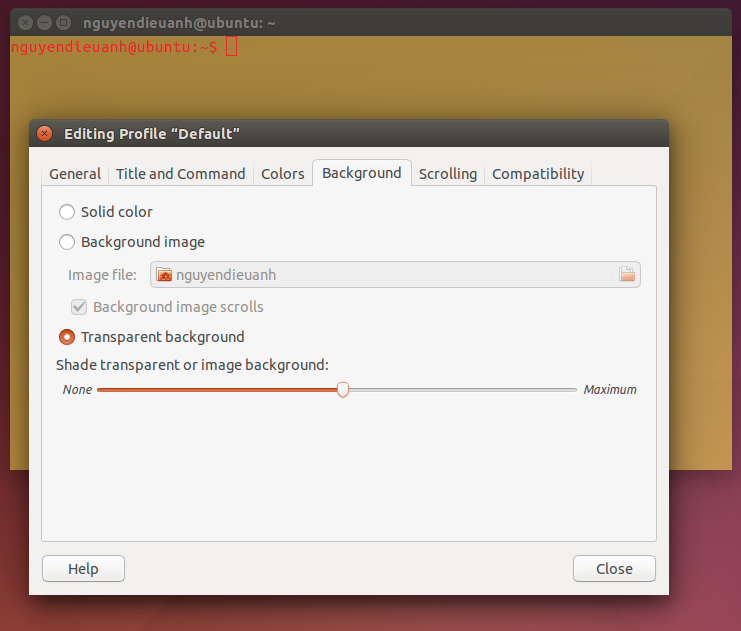 nguyendieuanh@ubuntu: ~
nguyendieuanh@ubuntu:~$
Editing Profile “Default”
General Title and Command Colors Background Scrolling Compatibility
Solid color
Background image
Image file: nguyendieuanh
Background image scrolls
Transparent background
Shade transparent or image background:
None Maximum
Help Close